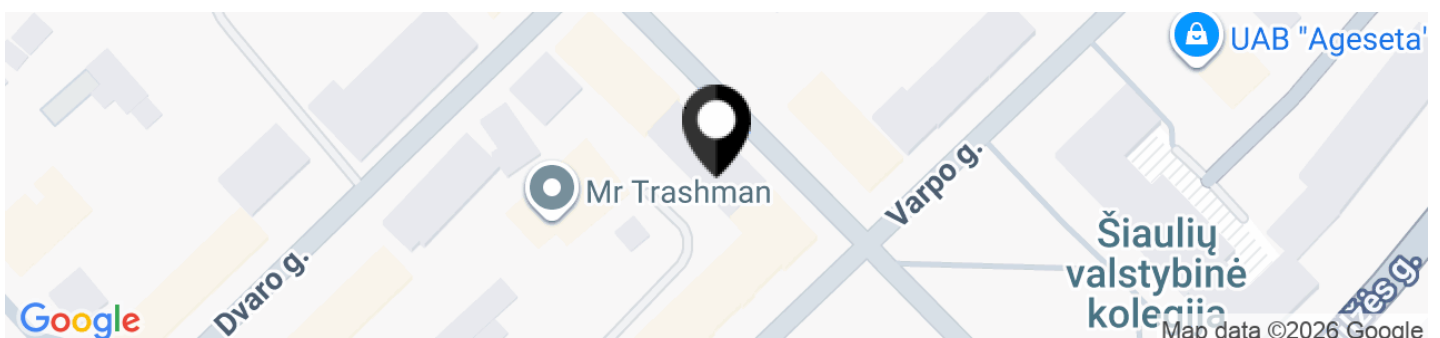 UAB "Ageseta"
Mr Trashman
Varpo g.
Dvaro g.
Šiaulių
valstybinė
kolegija
Google
Map data ©2026 Google